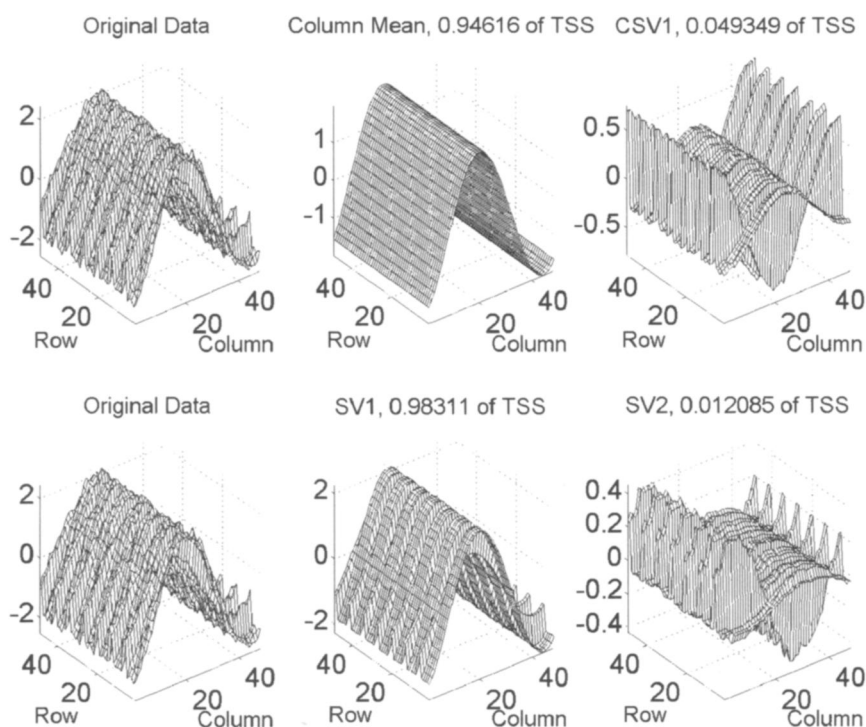 Original Data
Column Mean, 0.94616 of TSS
CSV1, 0.049349 of TSS
2
0
-2
40
20
Row
20
40
Column
1
0
-1
40
20
Row
20
40
Column
0.5
0
-0.5
40
20
Row
20
40
Column
Original Data
SV1, 0.98311 of TSS
SV2, 0.012085 of TSS
2
0
-2
40
20
Row
20
40
Column
2
0
-2
40
20
Row
20
40
Column
0.4
0.2
0
-0.2
-0.4
40
20
Row
20
40
Column